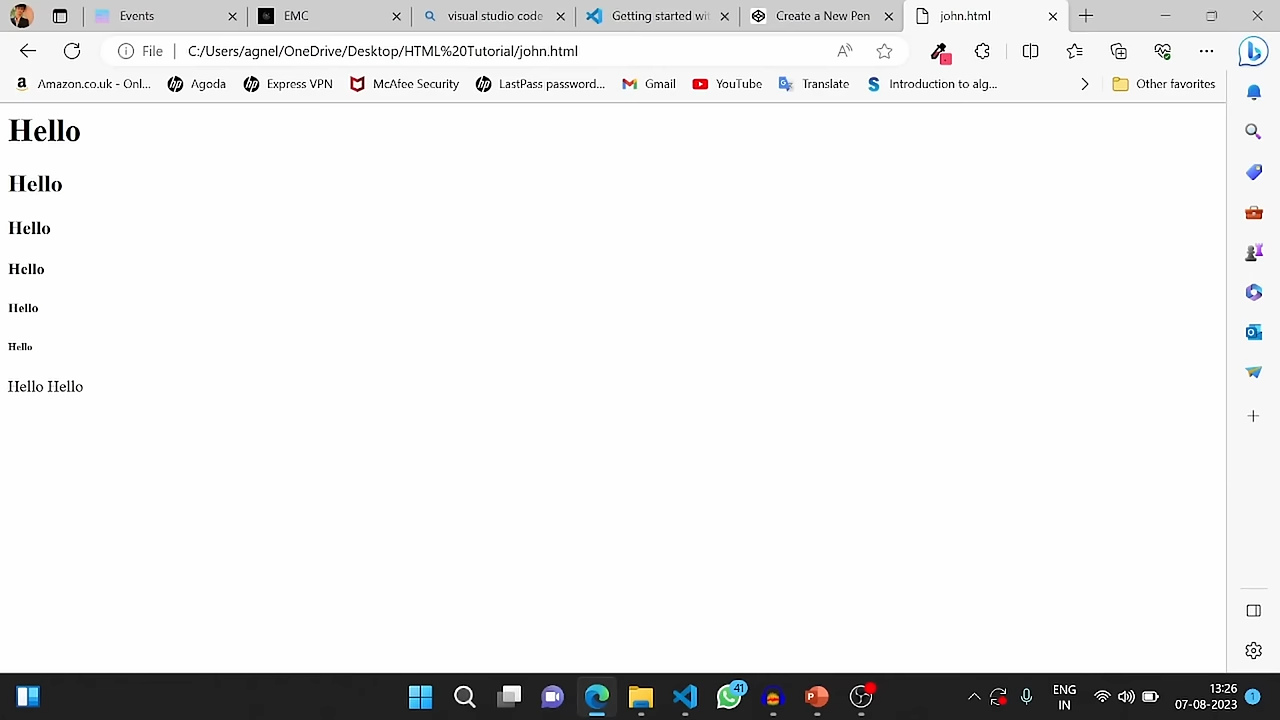 Events
EMC
visual studio code
Getting started wit
Create a New Pen
john.html
File
C:/Users/agnel/OneDrive/Desktop/HTML%20Tutorial/john.html
Amazon.co.uk - Onl...
Agoda
Express VPN
McAfee Security
LastPass password...
Gmail
YouTube
Translate
Introduction to alg...
Other favorites
Hello
Hello
Hello
Hello
Hello
Hello
Hello Hello
41
ENG
IN
13:26
07-08-2023
1